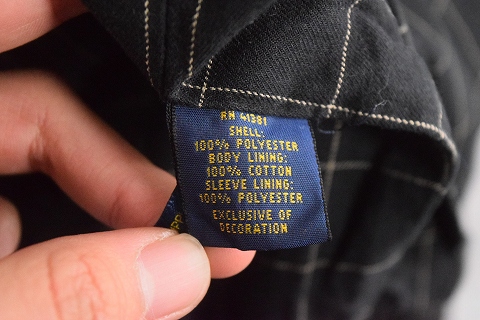 RN 41381
SHELL:
100% POLYESTER
BODY LINING:
100% COTTON
SLEEVE LINING:
100% POLYESTER
EXCLUSIVE OF
DECORATION